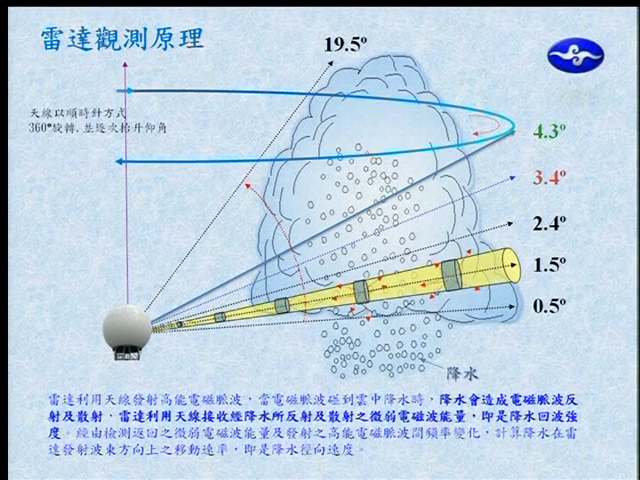 雷達觀測原理
19.5º
天線以順時針方式
360º旋轉,並逐次抬升仰角
4.3º
3.4º
2.4º
1.5º
0.5º
降水
雷達利用天線發射高能電磁脈波，當電磁脈波碰到雲中降水時，降水會造成電磁脈波反
射及散射，雷達利用天線接收經降水所反射及散射之微弱電磁波能量，即是降水回波強
度。經由檢測返回之微弱電磁波能量及發射之高能電磁脈波間頻率變化，計算降水在雷
達發射波束方向上之移動速率，即是降水徑向速度。